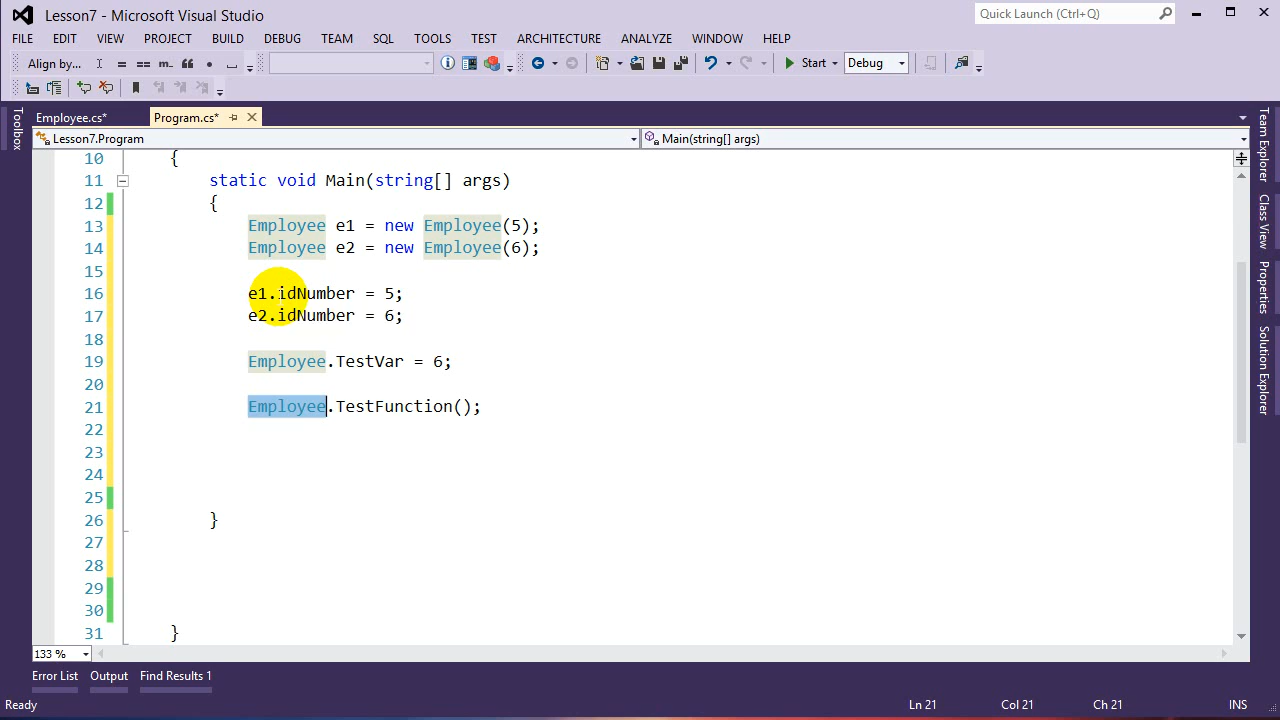 Lesson7 - Microsoft Visual Studio
Quick Launch (Ctrl+Q)
FILE EDIT VIEW PROJECT BUILD DEBUG TEAM SQL TOOLS TEST ARCHITECTURE ANALYZE WINDOW HELP
Align by... Start Debug
Employee.cs* Program.cs*
Lesson7.Program Main(string[] args)
Toolbox
Team Explorer
Class View
Properties
Solution Explorer
10 {
11 static void Main(string[] args)
12 {
13 Employee e1 = new Employee(5);
14 Employee e2 = new Employee(6);
15
16 e1.idNumber = 5;
17 e2.idNumber = 6;
18
19 Employee.TestVar = 6;
20
21 Employee.TestFunction();
22
23
24
25
26 }
27
28
29
30
31 }
133 %
Error List Output Find Results 1
Ready Ln 21 Col 21 Ch 21 INS